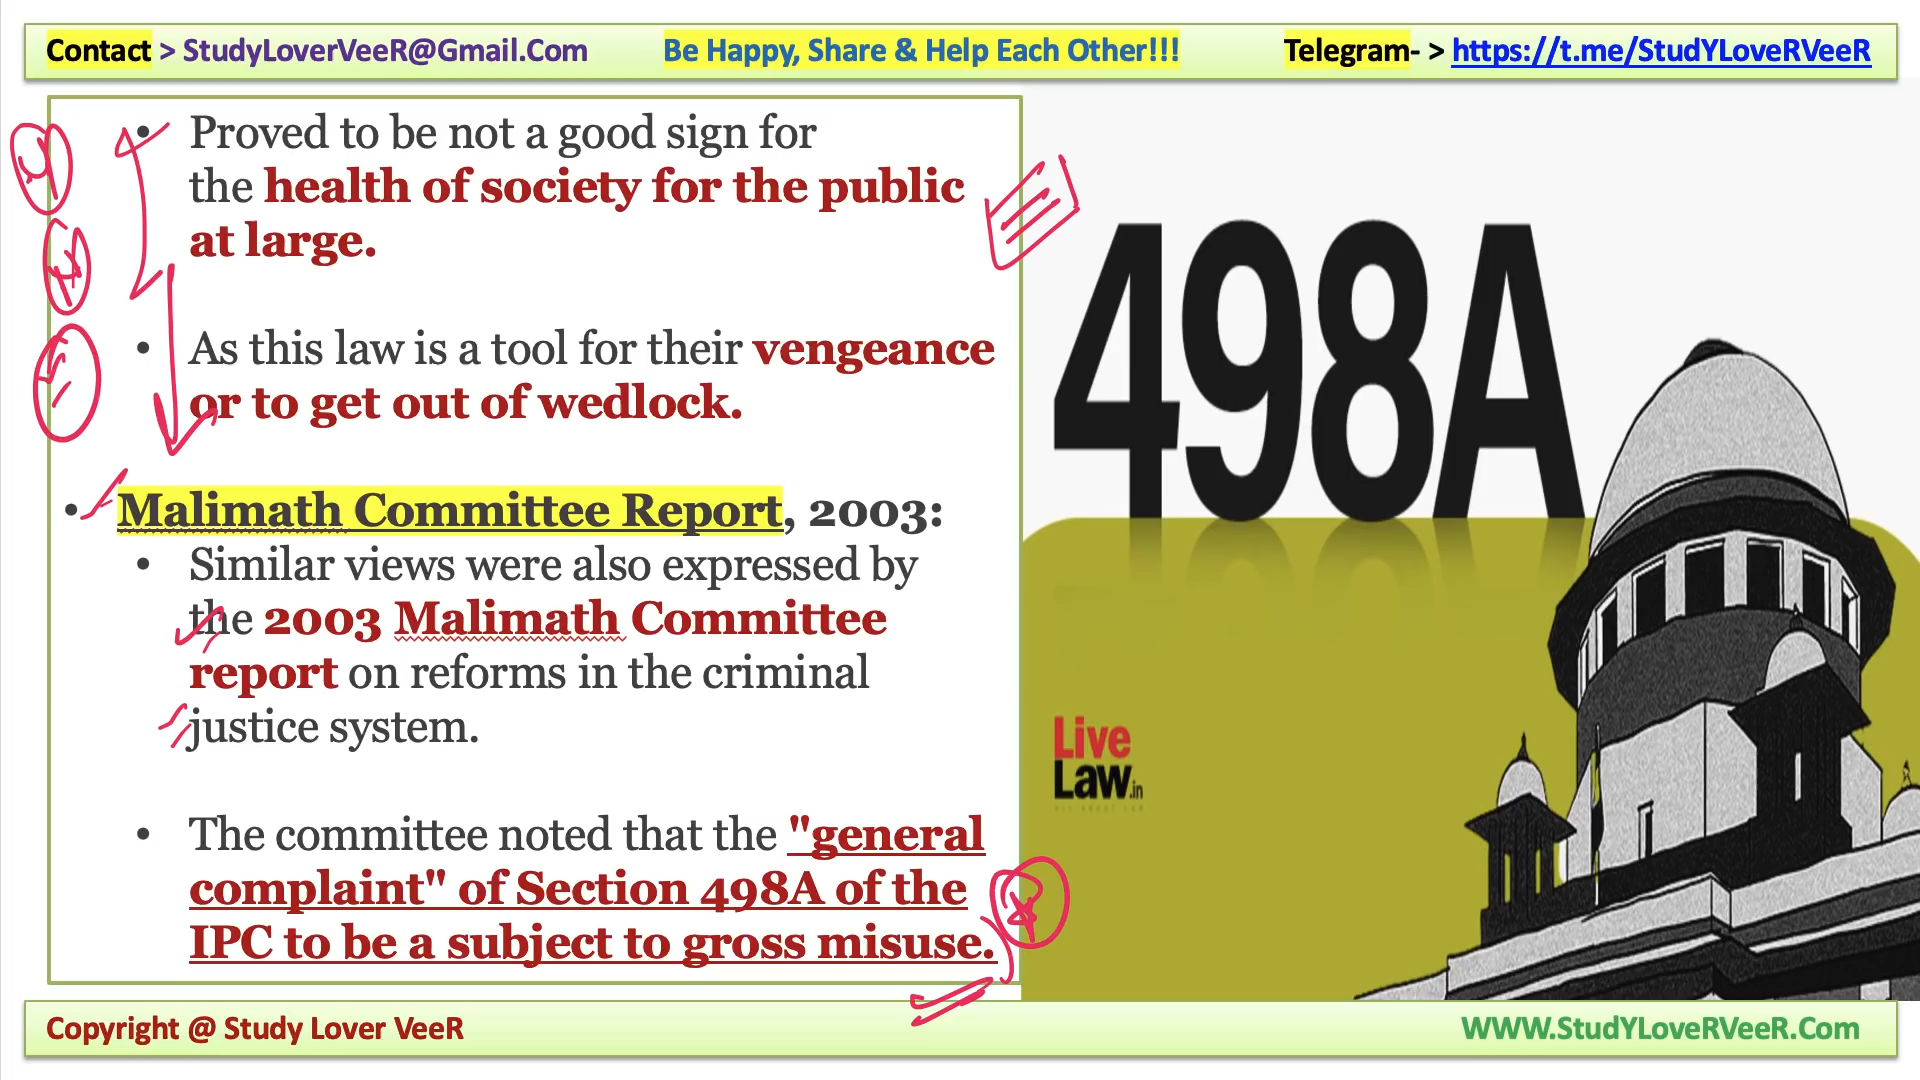 Contact > StudyLoverVeeR@Gmail.Com Be Happy, Share & Help Each Other!!! Telegram- > https://t.me/StudYLoveRVeeR
• Proved to be not a good sign for
the health of society for the public
at large.
• As this law is a tool for their vengeance
or to get out of wedlock.
• Malimath Committee Report, 2003:
• Similar views were also expressed by
the 2003 Malimath Committee
report on reforms in the criminal
justice system.
• The committee noted that the "general
complaint" of Section 498A of the
IPC to be a subject to gross misuse.
498A
Live
Law.in
Copyright @ Study Lover VeeR
WWW.StudYLoveRVeeR.Com